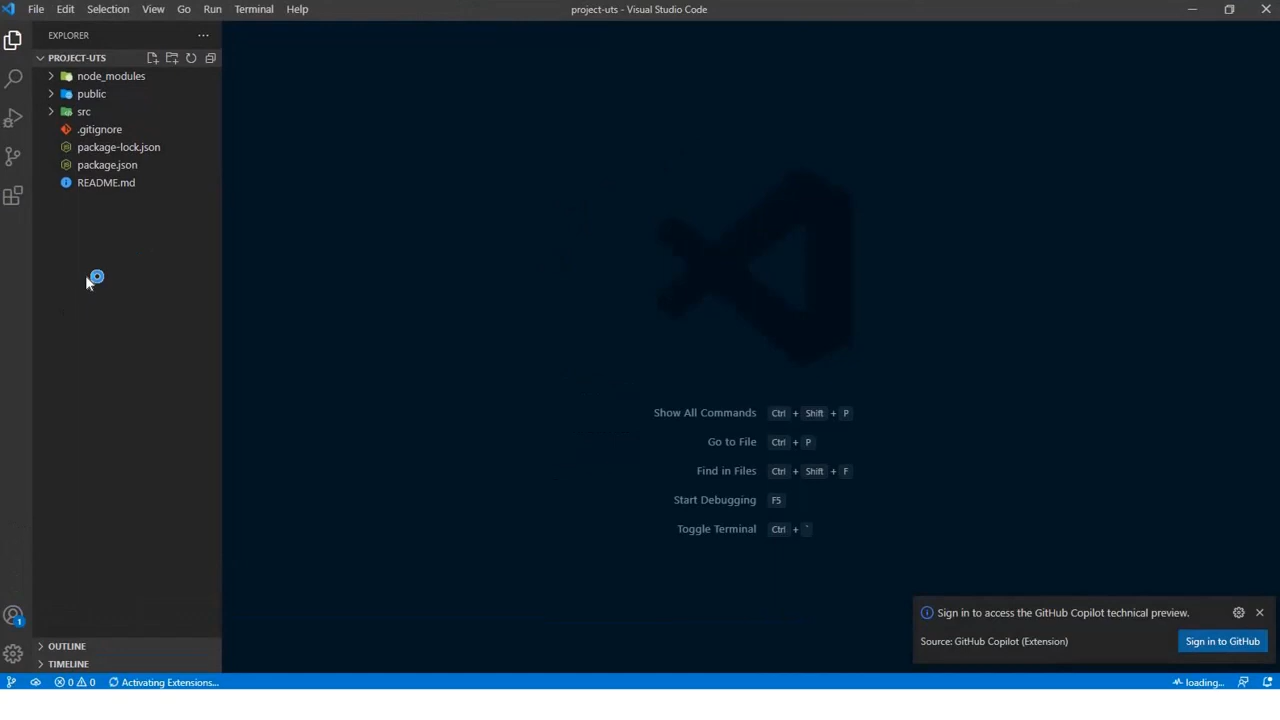 File Edit Selection View Go Run Terminal Help
project-uts - Visual Studio Code
EXPLORER
PROJECT-UTS
node_modules
public
src
.gitignore
package-lock.json
package.json
README.md
Show All Commands Ctrl + Shift + P
Go to File Ctrl + P
Find in Files Ctrl + Shift + F
Start Debugging F5
Toggle Terminal Ctrl + `
Sign in to access the GitHub Copilot technical preview.
Source: GitHub Copilot (Extension)
Sign in to GitHub
1
OUTLINE
TIMELINE
0 0 Activating Extensions...
loading...